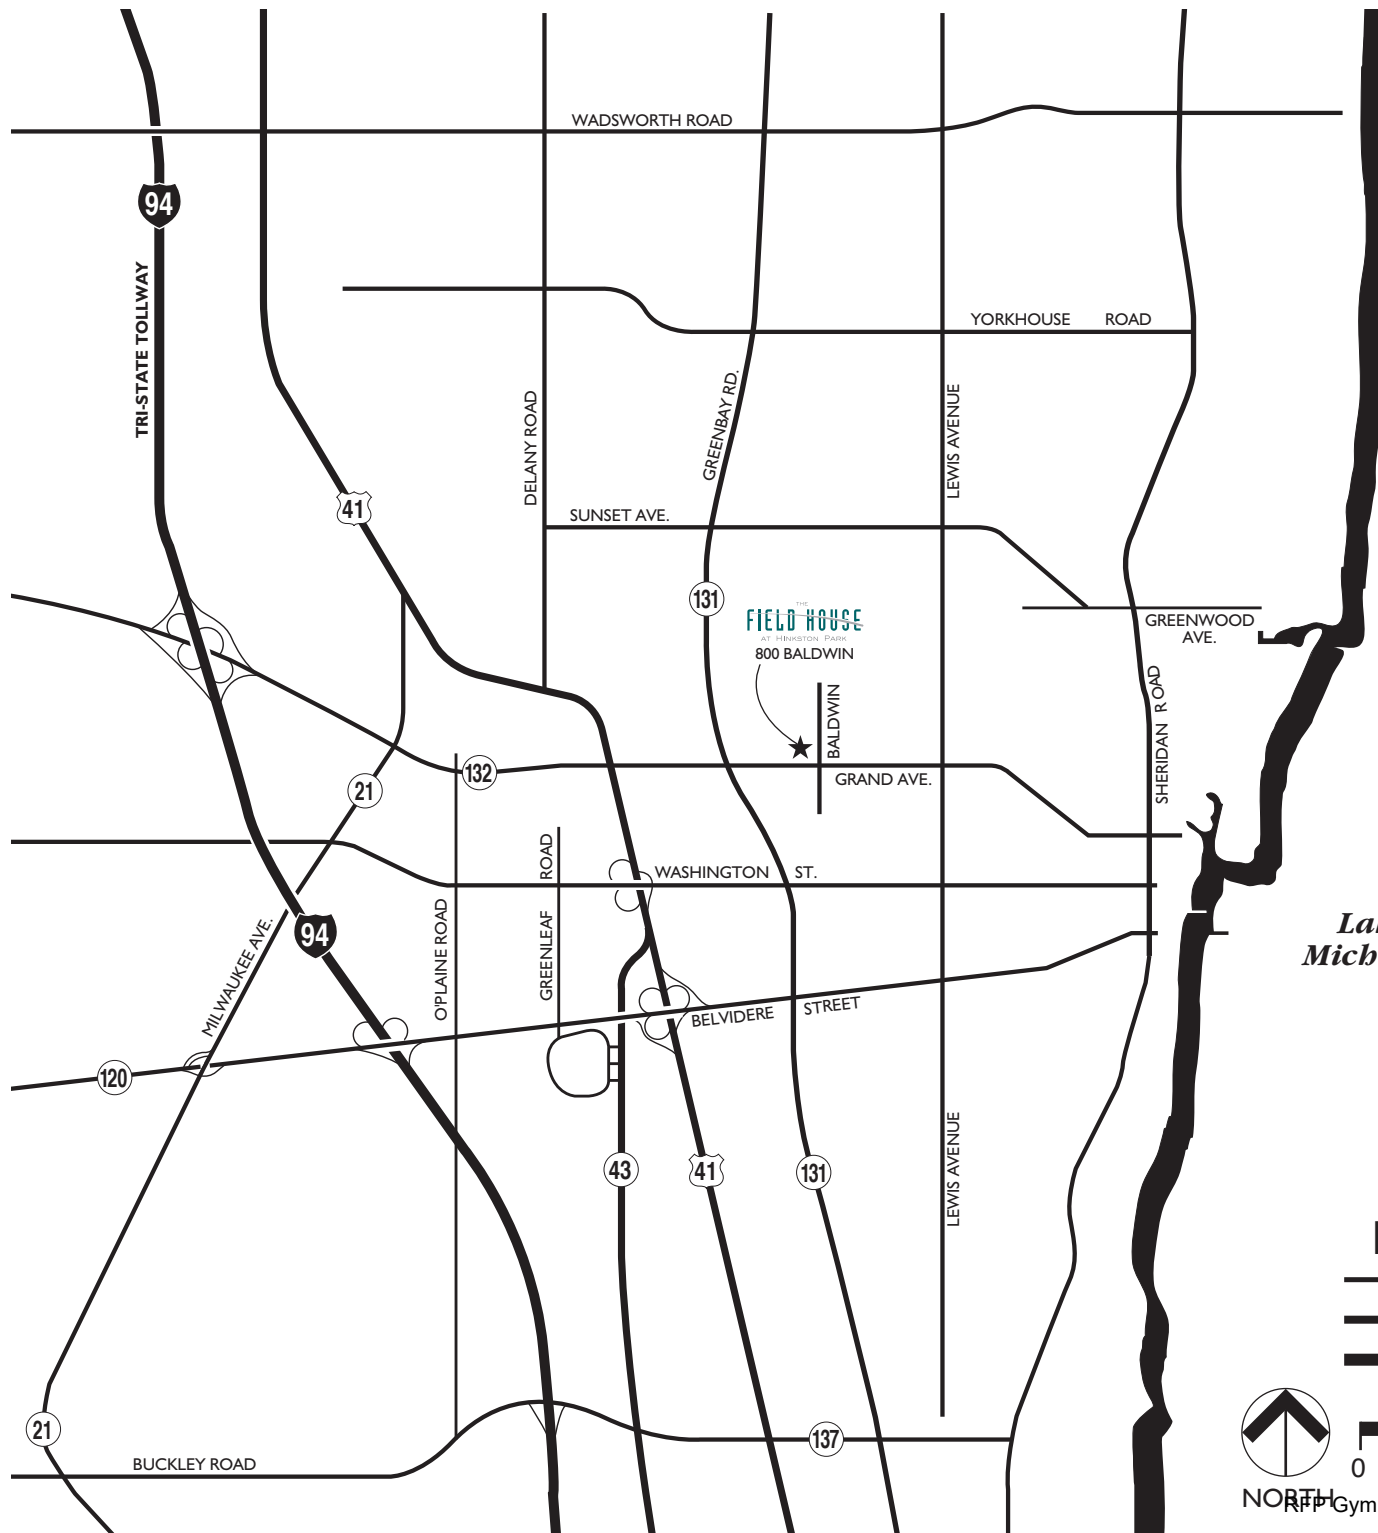 WADSWORTH ROAD
94
TRI-STATE TOLLWAY
YORKHOUSE ROAD
GREENBAY RD.
DELANY ROAD
LEWIS AVENUE
41
SUNSET AVE.
131
THE
FIELD HOUSE
AT HINKSTON PARK
800 BALDWIN
GREENWOOD
AVE.
BALDWIN
SHERIDAN ROAD
132
GRAND AVE.
21
GREENLEAF ROAD
WASHINGTON ST.
O'PLAINE ROAD
94
MILWAUKEE AVE.
BELVIDERE STREET
120
43
41
131
LEWIS AVENUE
21
137
BUCKLEY ROAD
0
NORTH
RFP Gym